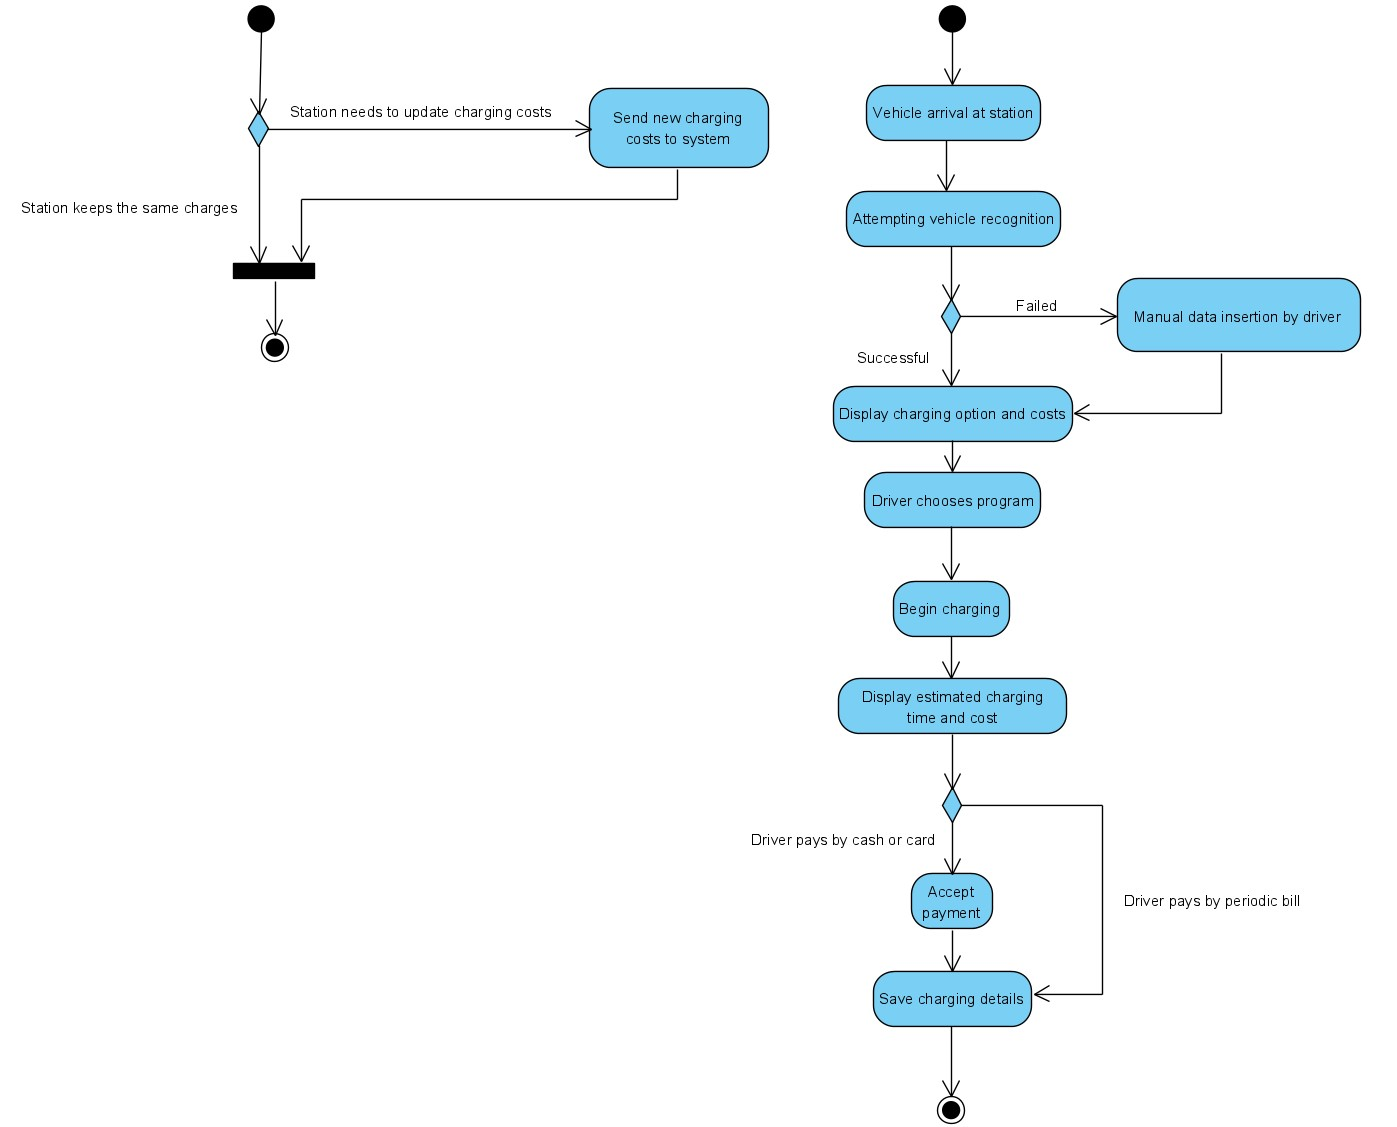 Station needs to update charging costs
Send new charging
costs to system
Station keeps the same charges
Vehicle arrival at station
Attempting vehicle recognition
Failed
Manual data insertion by driver
Successful
Display charging option and costs
Driver chooses program
Begin charging
Display estimated charging
time and cost
Driver pays by cash or card
Accept
payment
Driver pays by periodic bill
Save charging details